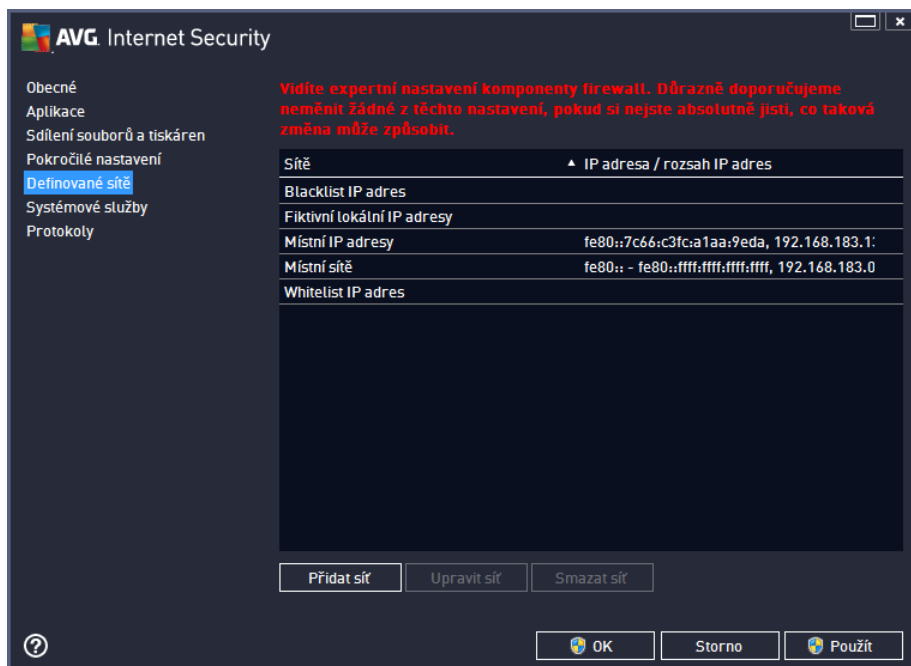 AVG. Internet Security
Obecné
Aplikace
Sdílení souborů a tiskáren
Pokročilé nastavení
Definované sítě
Systémové služby
Protokoly
Vidíte expertní nastavení komponenty firewall. Důrazně doporučujeme
neměnit žádné z těchto nastavení, pokud si nejste absolutně jisti, co taková
změna může způsobit.
Sítě ▲ IP adresa / rozsah IP adres
Blacklist IP adres
Fiktivní lokální IP adresy
Místní IP adresy fe80::7c66:c3fc:a1aa:9eda, 192.168.183.1
Místní sítě fe80:: - fe80::ffff:ffff:ffff:ffff, 192.168.183.0
Whitelist IP adres
Přidat síť Upravit síť Smazat síť
? OK Storno Použít